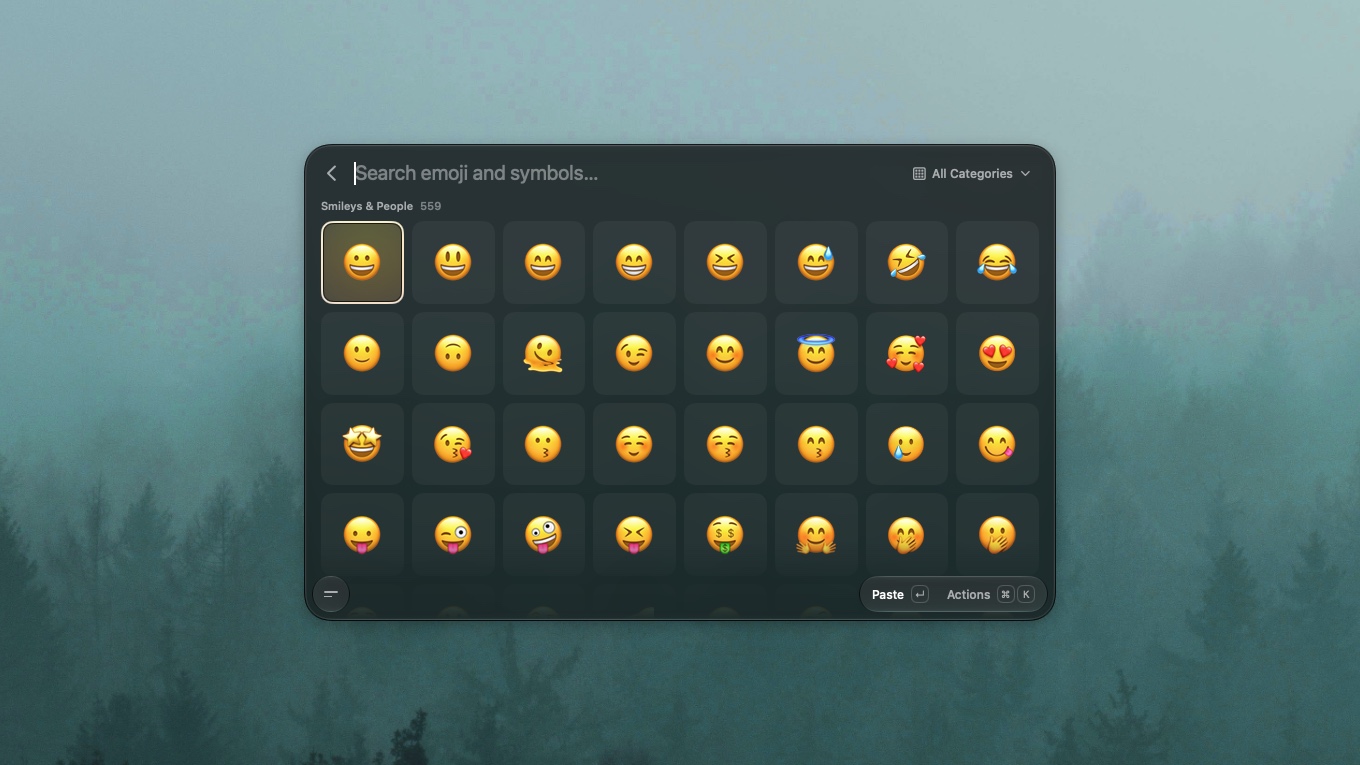 Search emoji and symbols...
All Categories
Smileys & People 559
Paste
Actions ⌘ K